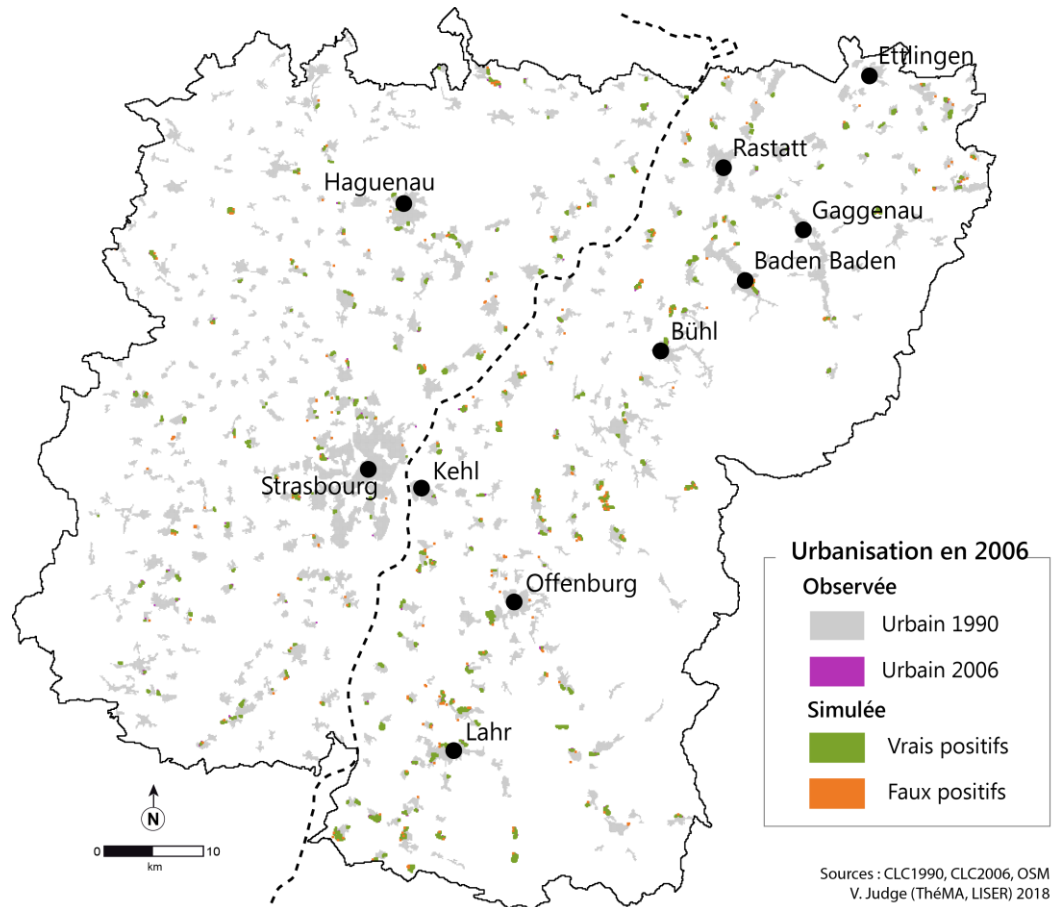 Ettlingen
Rastatt
Haguenau
Gaggenau
Baden Baden
Bühl
Strasbourg
Kehl
Offenburg
Lahr
N
0 10
km
Urbanisation en 2006
Observée
Urbain 1990
Urbain 2006
Simulée
Vrais positifs
Faux positifs
Sources : CLC1990, CLC2006, OSM
V. Judge (ThéMA, LISER) 2018